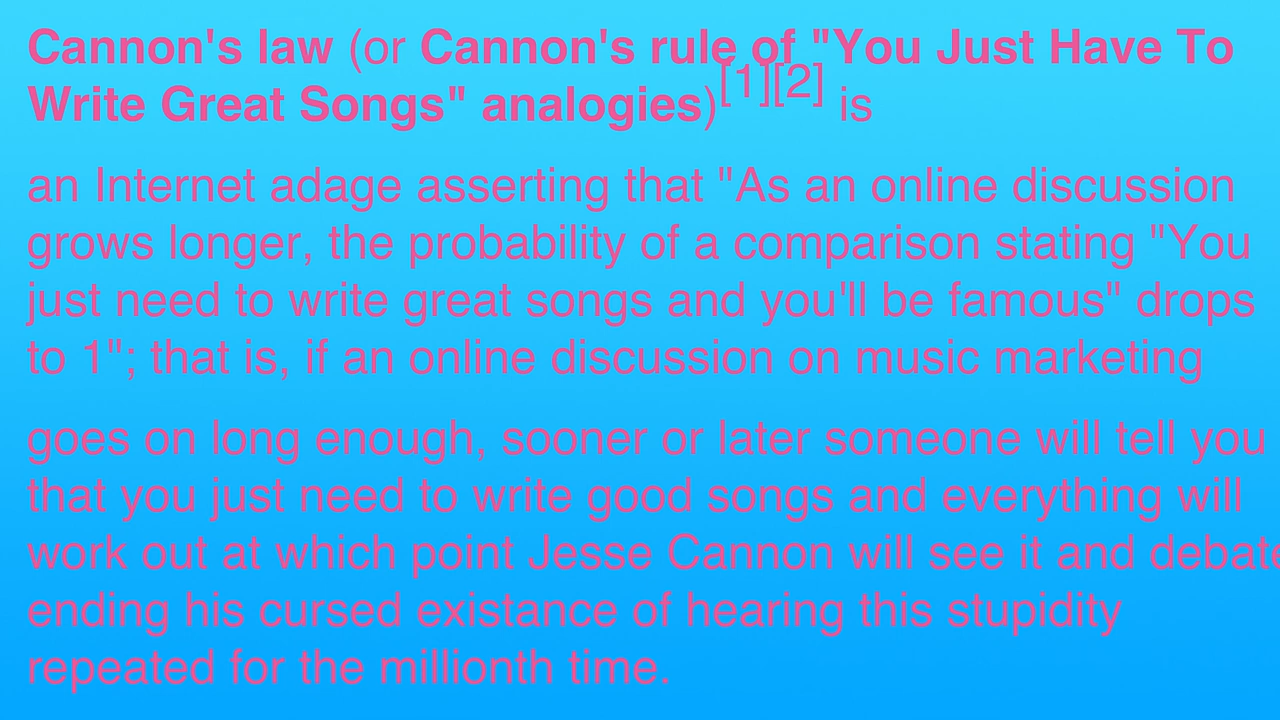 Cannon's law (or Cannon's rule of "You Just Have To
Write Great Songs" analogies)[1][2] is
an Internet adage asserting that "As an online discussion
grows longer, the probability of a comparison stating "You
just need to write great songs and you'll be famous" drops
to 1"; that is, if an online discussion on music marketing
goes on long enough, sooner or later someone will tell you
that you just need to write good songs and everything will
work out at which point Jesse Cannon will see it and debate
ending his cursed existance of hearing this stupidity
repeated for the millionth time.